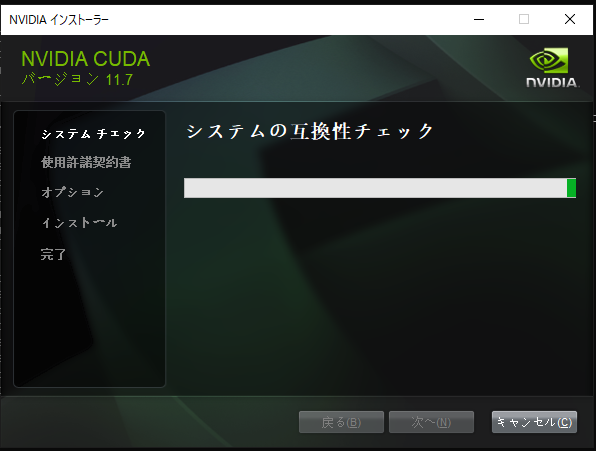 NVIDIA インストーラー
NVIDIA CUDA
バージョン 11.7
NVIDIA.
システム チェック
使用許諾契約書
オプション
インストール
完了
システムの互換性チェック
戻る(B)
次へ(N)
キャンセル(C)